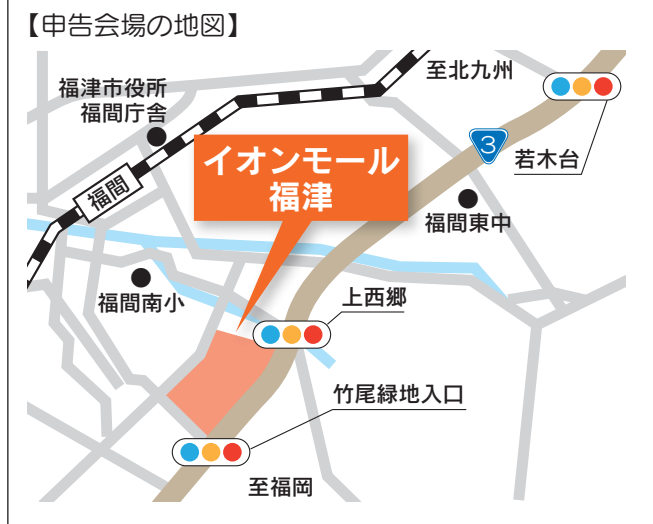 【申告会場の地図】
至北九州
福津市役所
福間庁舎
3
若木台
イオンモール
福津
福間
福間東中
福間南小
上西郷
竹尾緑地入口
至福岡